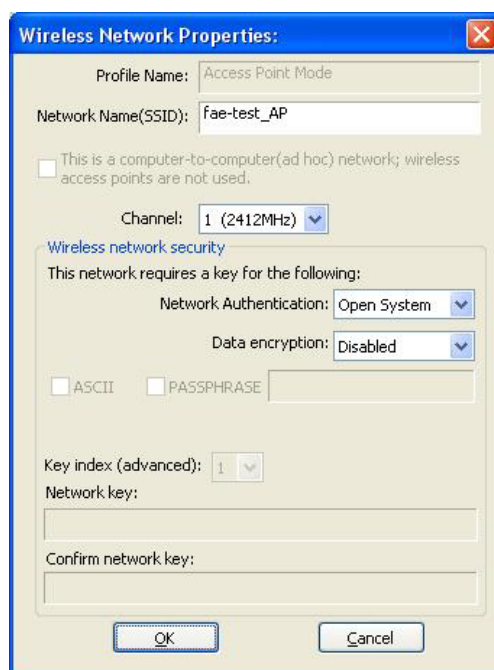 Wireless Network Properties:
Profile Name: Access Point Mode
Network Name(SSID): fae-test_AP
This is a computer-to-computer(ad hoc) network; wireless
access points are not used.
Channel: 1 (2412MHz)
Wireless network security
This network requires a key for the following:
Network Authentication: Open System
Data encryption: Disabled
ASCII PASSPHRASE
Key index (advanced): 1
Network key:
Confirm network key:
OK Cancel